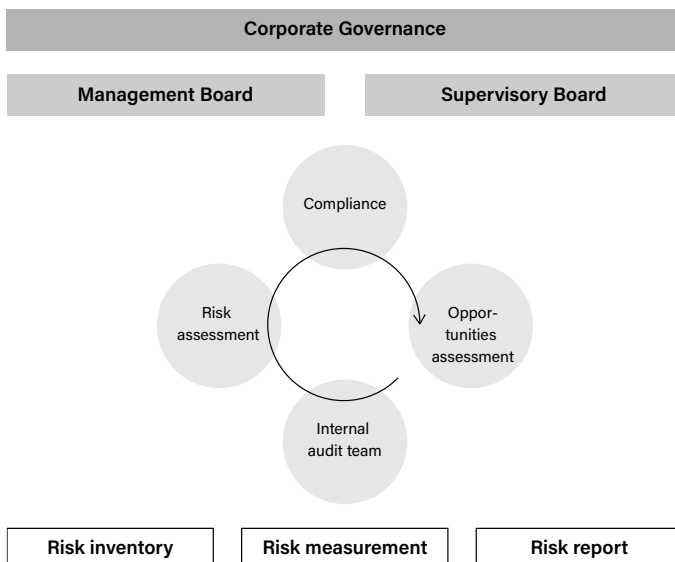 Corporate Governance
Management Board
Supervisory Board
Compliance
Risk
assessment
Oppor-
tunities
assessment
Internal
audit team
Risk inventory
Risk measurement
Risk report